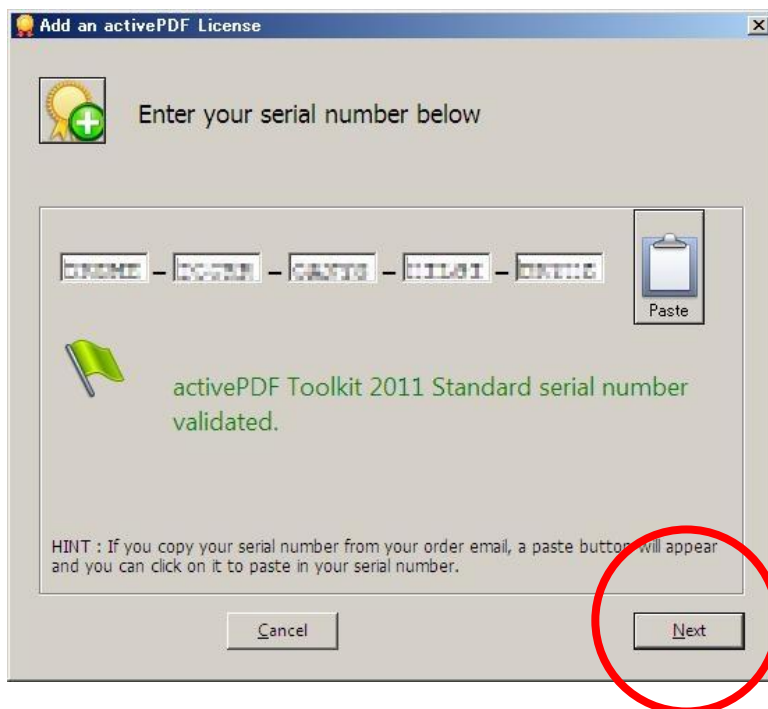 Add an activePDF License
Enter your serial number below
Paste
activePDF Toolkit 2011 Standard serial number
validated.
HINT : If you copy your serial number from your order email, a paste button will appear
and you can click on it to paste in your serial number.
Cancel
Next